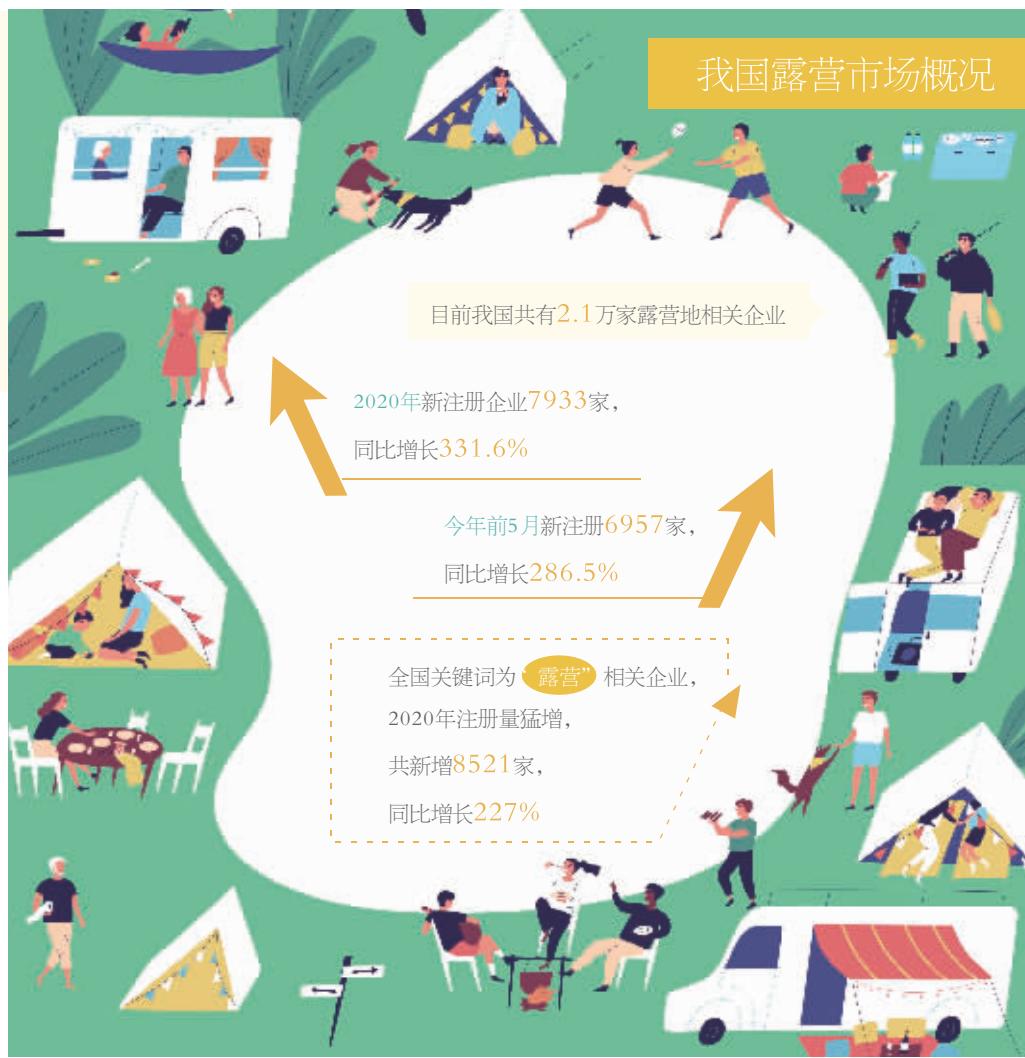 我国露营市场概况
目前我国共有2.1万家露营地相关企业
2020年新注册企业7933家，
同比增长331.6%
今年前5月新注册6957家，
同比增长286.5%
全国关键词为“露营”相关企业，
2020年注册量猛增，
共新增8521家，
同比增长227%